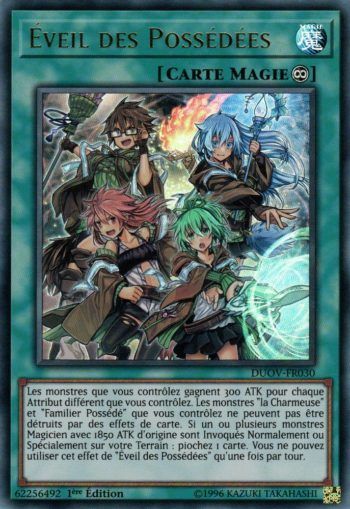 Éveil des Possédées
MAGIE
魔
[Carte Magie]
DUOV-FR030
Les monstres que vous contrôlez gagnent 300 ATK pour chaque
Attribut différent que vous contrôlez. Les monstres "la Charmeuse"
et "Familier Possédé" que vous contrôlez ne peuvent pas être
détruits par des effets de carte. Si un ou plusieurs monstres
Magicien avec 1850 ATK d'origine sont Invoqués Normalement ou
Spécialement sur votre Terrain : piochez 1 carte. Vous ne pouvez
utiliser cet effet de "Éveil des Possédées" qu'une fois par tour.
62256492
1ère Édition
©1996 KAZUKI TAKAHASHI